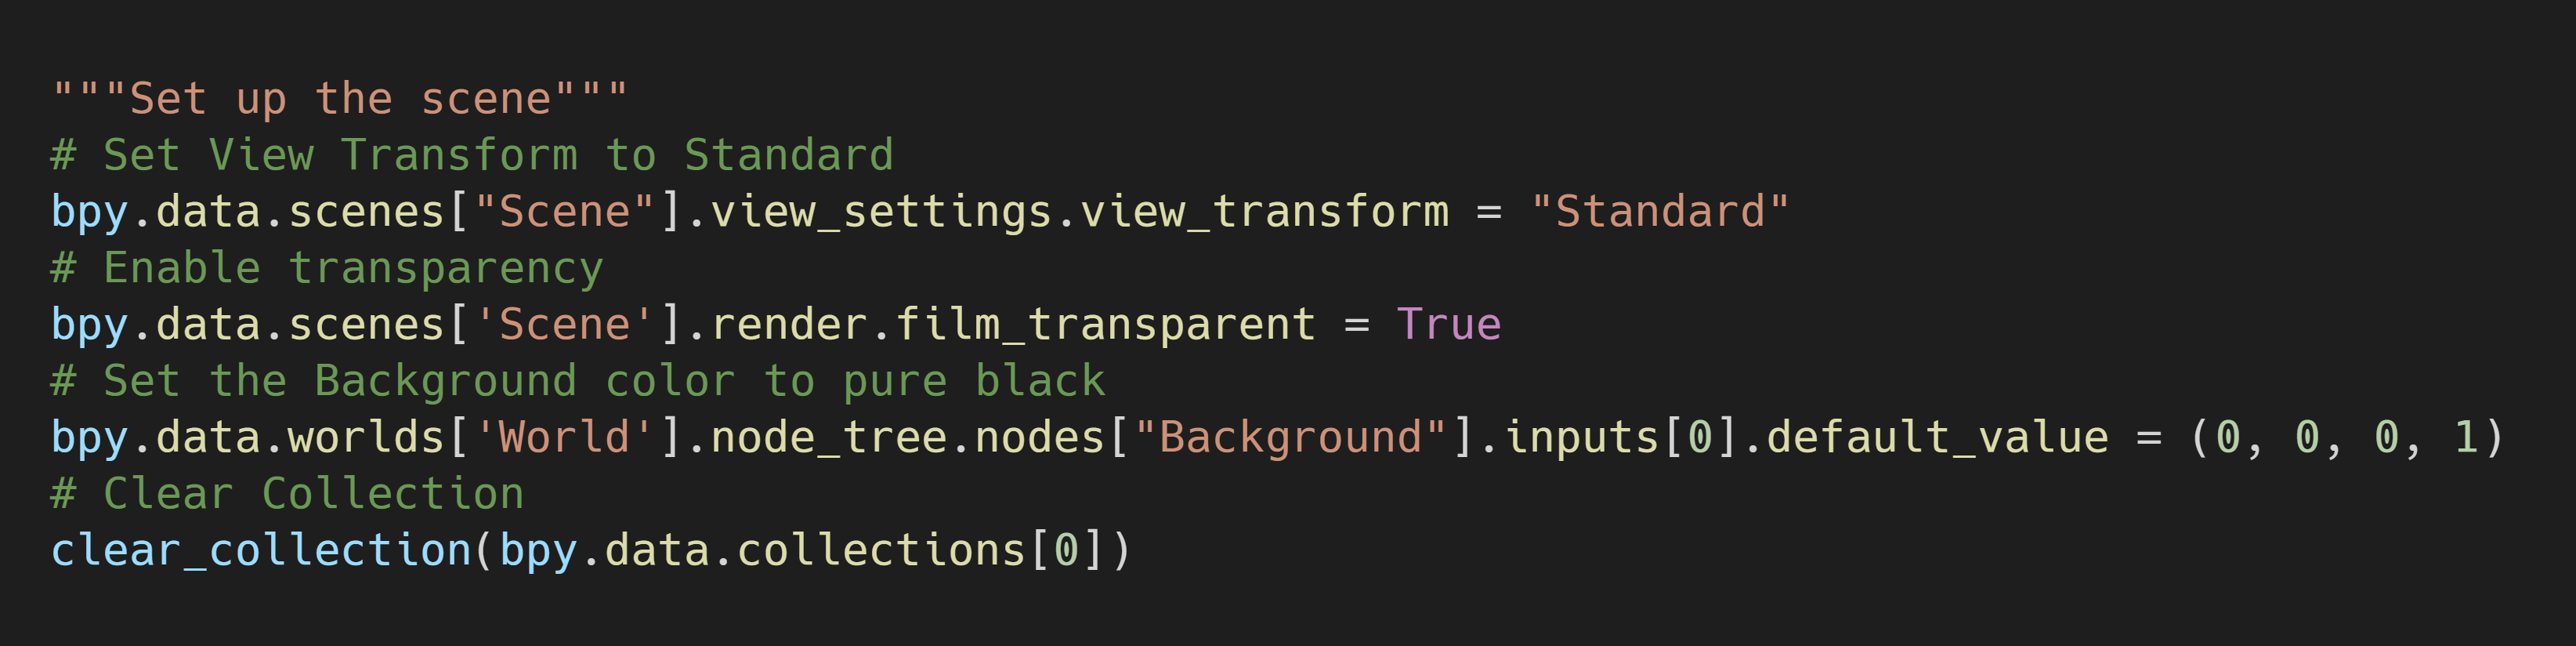 """Set up the scene"""
# Set View Transform to Standard
bpy.data.scenes["Scene"].view_settings.view_transform = "Standard"
# Enable transparency
bpy.data.scenes['Scene'].render.film_transparent = True
# Set the Background color to pure black
bpy.data.worlds['World'].node_tree.nodes["Background"].inputs[0].default_value = (0, 0, 0, 1)
# Clear Collection
clear_collection(bpy.data.collections[0])